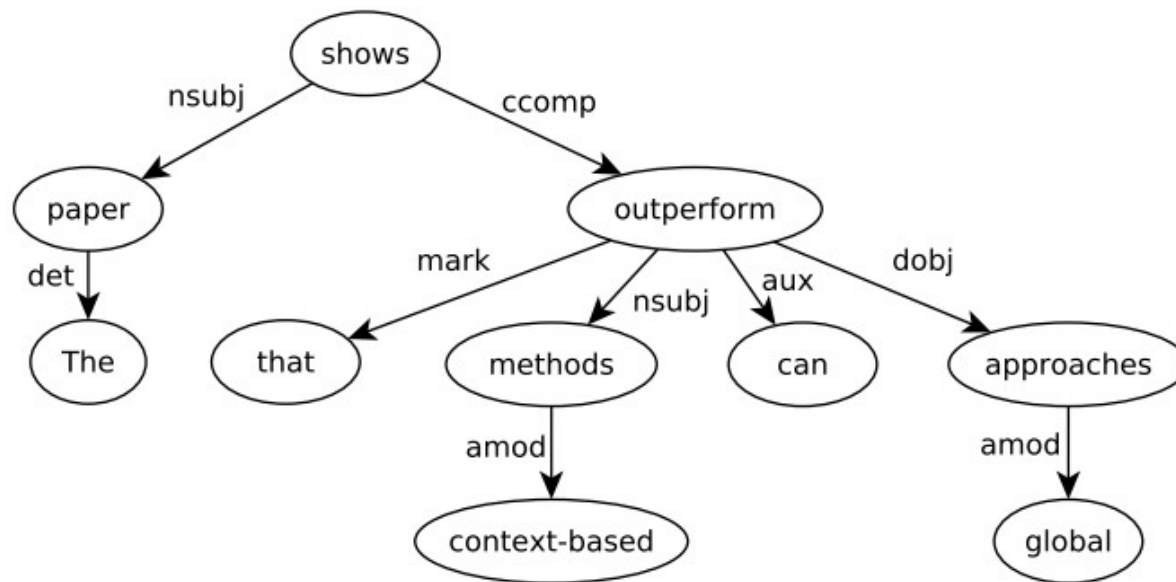 shows
nsubj
ccomp
paper
outperform
det
mark
nsubj
aux
dobj
The
that
methods
can
approaches
amod
amod
context-based
global